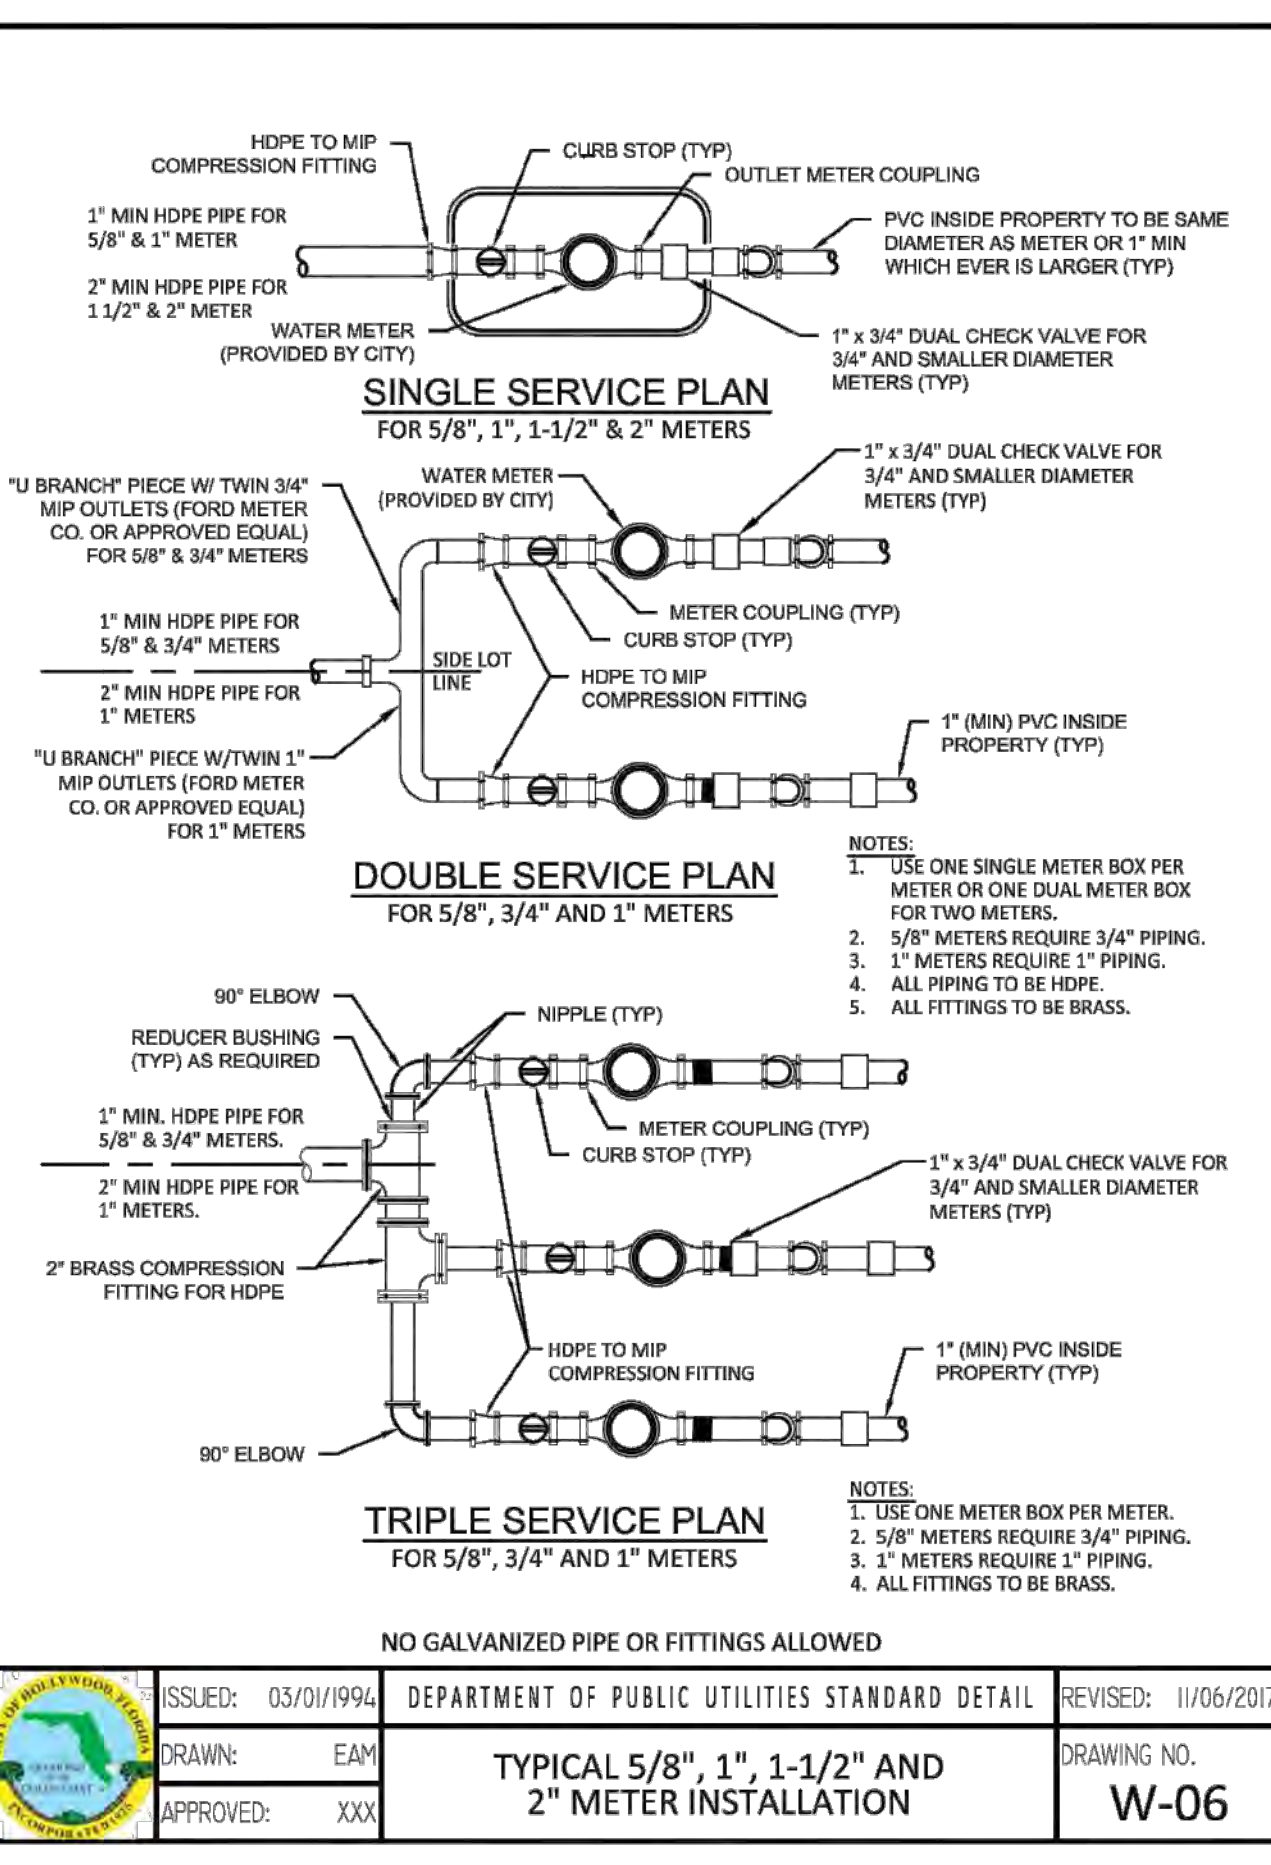 HDPE TO MIP
COMPRESSION FITTING
CURB STOP (TYP)
OUTLET METER COUPLING
1" MIN HDPE PIPE FOR
5/8" & 1" METER
PVC INSIDE PROPERTY TO BE SAME
DIAMETER AS METER OR 1" MIN
WHICH EVER IS LARGER (TYP)
2" MIN HDPE PIPE FOR
1 1/2" & 2" METER
WATER METER
(PROVIDED BY CITY)
1" x 3/4" DUAL CHECK VALVE FOR
3/4" AND SMALLER DIAMETER
METERS (TYP)
SINGLE SERVICE PLAN
FOR 5/8", 1", 1-1/2" & 2" METERS
"U BRANCH" PIECE W/ TWIN 3/4"
MIP OUTLETS (FORD METER
CO. OR APPROVED EQUAL)
FOR 5/8" & 3/4" METERS
WATER METER
(PROVIDED BY CITY)
1" x 3/4" DUAL CHECK VALVE FOR
3/4" AND SMALLER DIAMETER
METERS (TYP)
METER COUPLING (TYP)
CURB STOP (TYP)
1" MIN HDPE PIPE FOR
5/8" & 3/4" METERS
SIDE LOT
LINE
HDPE TO MIP
COMPRESSION FITTING
2" MIN HDPE PIPE FOR
1" METERS
1" (MIN) PVC INSIDE
PROPERTY (TYP)
"U BRANCH" PIECE W/TWIN 1"
MIP OUTLETS (FORD METER
CO. OR APPROVED EQUAL)
FOR 1" METERS
DOUBLE SERVICE PLAN
FOR 5/8", 3/4" AND 1" METERS
NOTES:
1. USE ONE SINGLE METER BOX PER
METER OR ONE DUAL METER BOX
FOR TWO METERS.
2. 5/8" METERS REQUIRE 3/4" PIPING.
3. 1" METERS REQUIRE 1" PIPING.
4. ALL PIPING TO BE HDPE.
5. ALL FITTINGS TO BE BRASS.
90° ELBOW
NIPPLE (TYP)
REDUCER BUSHING
(TYP) AS REQUIRED
1" MIN. HDPE PIPE FOR
5/8" & 3/4" METERS.
METER COUPLING (TYP)
CURB STOP (TYP)
2" MIN HDPE PIPE FOR
1" METERS.
1" x 3/4" DUAL CHECK VALVE FOR
3/4" AND SMALLER DIAMETER
METERS (TYP)
2" BRASS COMPRESSION
FITTING FOR HDPE
HDPE TO MIP
COMPRESSION FITTING
1" (MIN) PVC INSIDE
PROPERTY (TYP)
90° ELBOW
TRIPLE SERVICE PLAN
FOR 5/8", 3/4" AND 1" METERS
NOTES:
1. USE ONE METER BOX PER METER.
2. 5/8" METERS REQUIRE 3/4" PIPING.
3. 1" METERS REQUIRE 1" PIPING.
4. ALL FITTINGS TO BE BRASS.
NO GALVANIZED PIPE OR FITTINGS ALLOWED
OF HOLLYWOOD, FLORIDA
INCORPORATED 1925
ISSUED: 03/01/1994
DRAWN: EAM
APPROVED: XXX
DEPARTMENT OF PUBLIC UTILITIES STANDARD DETAIL
TYPICAL 5/8", 1", 1-1/2" AND
2" METER INSTALLATION
REVISED: 11/06/2017
DRAWING NO.
W-06